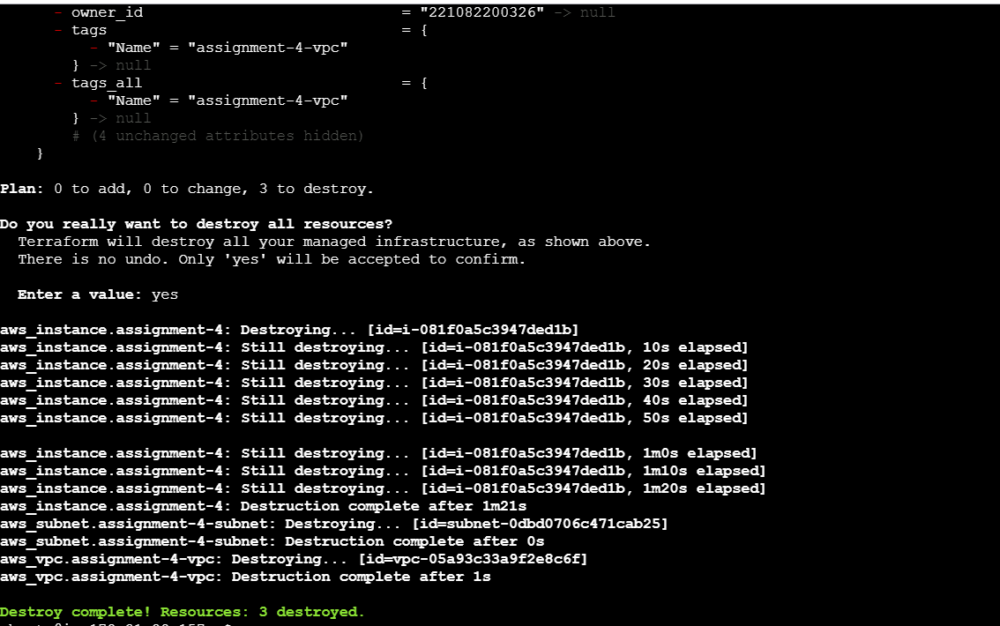 - owner_id = "221082200326" -> null
- tags = {
- "Name" = "assignment-4-vpc"
} -> null
- tags_all = {
- "Name" = "assignment-4-vpc"
} -> null
# (4 unchanged attributes hidden)
}
Plan: 0 to add, 0 to change, 3 to destroy.
Do you really want to destroy all resources?
Terraform will destroy all your managed infrastructure, as shown above.
There is no undo. Only 'yes' will be accepted to confirm.
Enter a value: yes
aws_instance.assignment-4: Destroying... [id=i-081f0a5c3947ded1b]
aws_instance.assignment-4: Still destroying... [id=i-081f0a5c3947ded1b, 10s elapsed]
aws_instance.assignment-4: Still destroying... [id=i-081f0a5c3947ded1b, 20s elapsed]
aws_instance.assignment-4: Still destroying... [id=i-081f0a5c3947ded1b, 30s elapsed]
aws_instance.assignment-4: Still destroying... [id=i-081f0a5c3947ded1b, 40s elapsed]
aws_instance.assignment-4: Still destroying... [id=i-081f0a5c3947ded1b, 50s elapsed]
aws_instance.assignment-4: Still destroying... [id=i-081f0a5c3947ded1b, 1m0s elapsed]
aws_instance.assignment-4: Still destroying... [id=i-081f0a5c3947ded1b, 1m10s elapsed]
aws_instance.assignment-4: Still destroying... [id=i-081f0a5c3947ded1b, 1m20s elapsed]
aws_instance.assignment-4: Destruction complete after 1m21s
aws_subnet.assignment-4-subnet: Destroying... [id=subnet-0dbd0706c471cab25]
aws_subnet.assignment-4-subnet: Destruction complete after 0s
aws_vpc.assignment-4-vpc: Destroying... [id=vpc-05a93c33a9f2e8c6f]
aws_vpc.assignment-4-vpc: Destruction complete after 1s
Destroy complete! Resources: 3 destroyed.